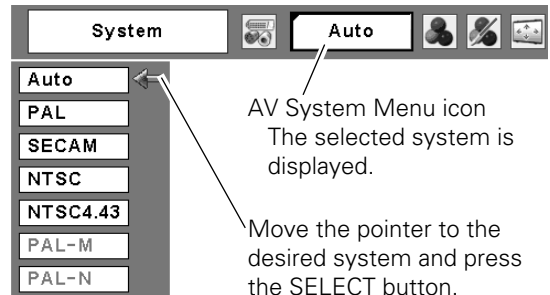 System
Auto
Auto
PAL
SECAM
NTSC
NTSC4.43
PAL-M
PAL-N
AV System Menu icon
The selected system is
displayed.
Move the pointer to the
desired system and press
the SELECT button.